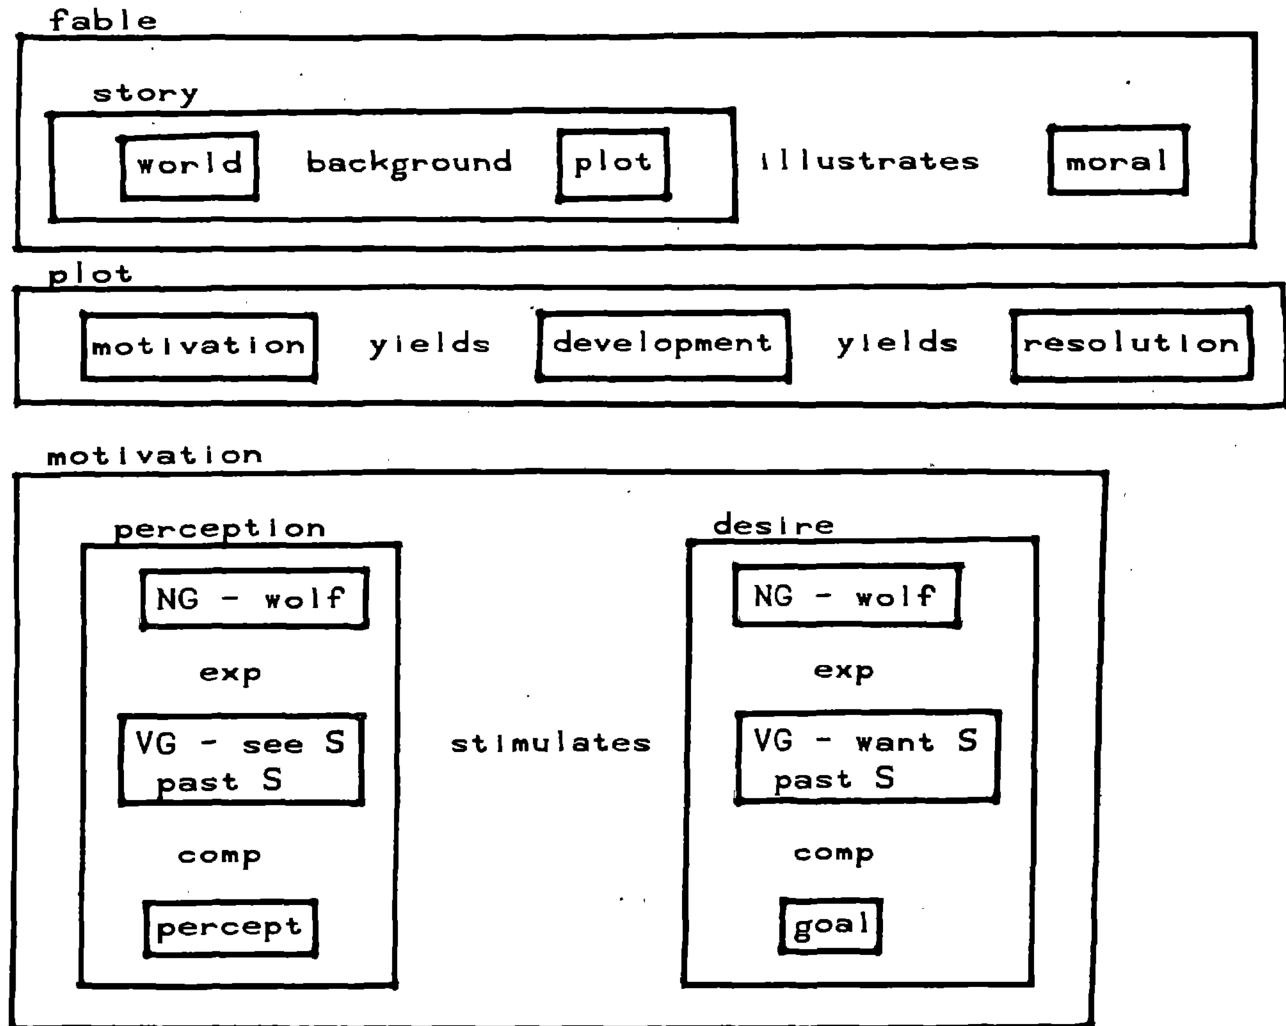 fable
story
world background plot illustrates moral
plot
motivation yields development yields resolution
motivation
perception desire
NG - wolf NG - wolf
exp exp
VG - see S stimulates VG - want S
past S past S
comp comp
percept goal